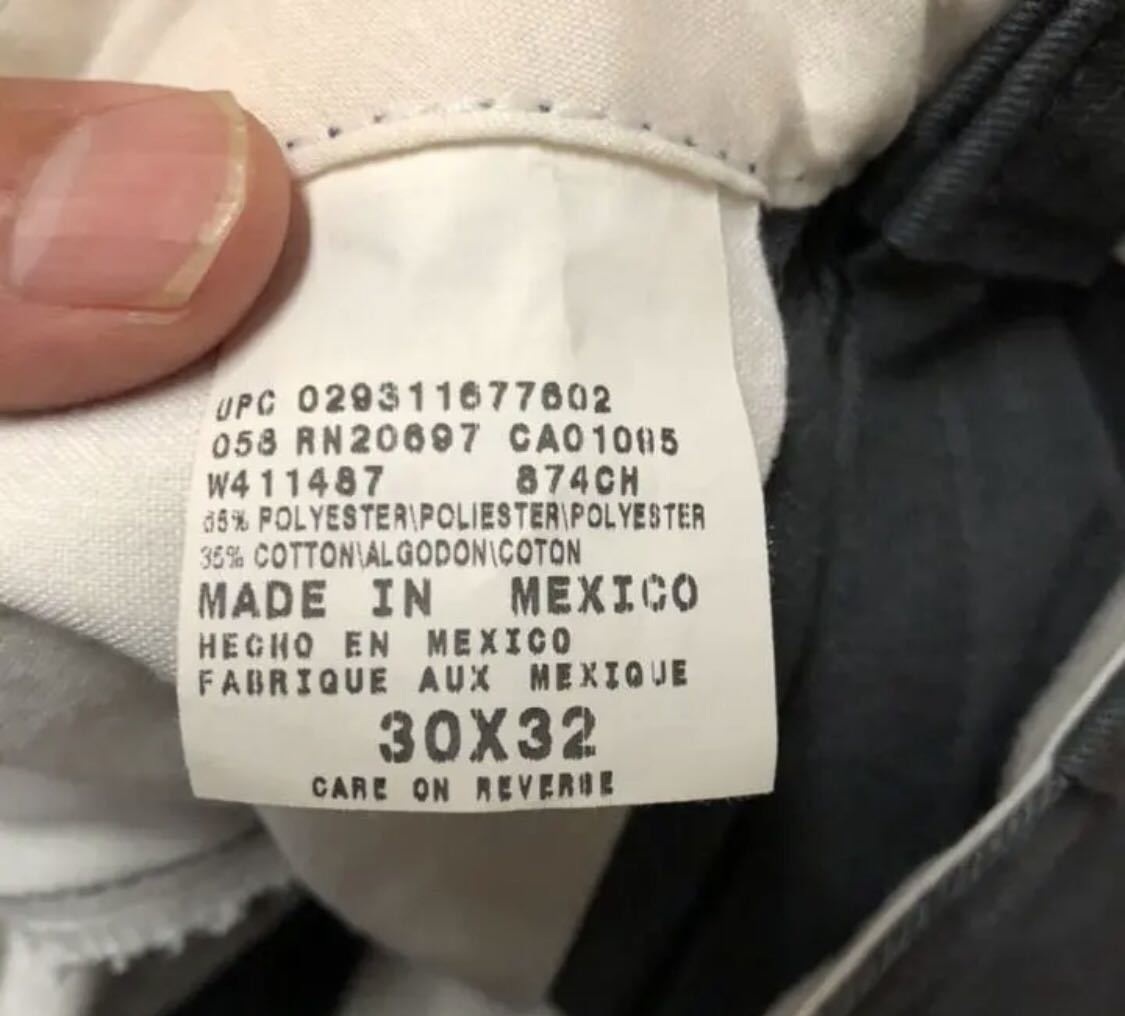 UPC 029311677602
058 RN20697 CA01085
W411487 874CH
65% POLYESTER\POLIESTER\POLYESTER
35% COTTON\ALGODON\COTON
MADE IN MEXICO
HECHO EN MEXICO
FABRIQUE AUX MEXIQUE
30X32
CARE ON REVERSE